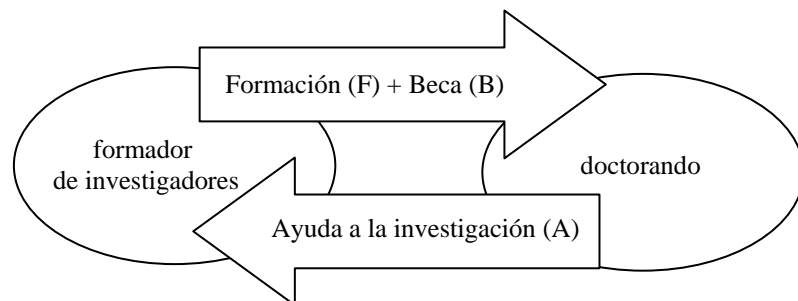 Formación (F) + Beca (B)
formador
de investigadores
doctorando
Ayuda a la investigación (A)